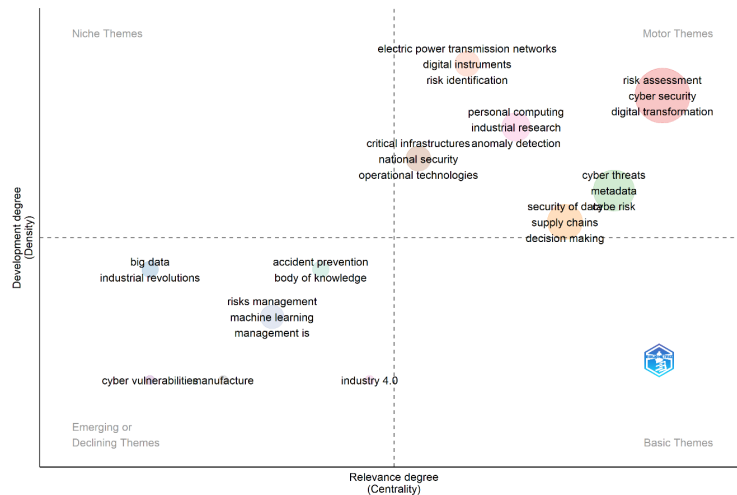 Niche Themes
Motor Themes
electric power transmission networks
digital instruments
risk identification
risk assessment
cyber security
digital transformation
personal computing
industrial research
anomaly detection
critical infrastructures
national security
operational technologies
cyber threats
metadata
cybe risk
security of data
supply chains
decision making
big data
industrial revolutions
accident prevention
body of knowledge
risks management
machine learning
management is
cyber vulnerabilities
manufacture
industry 4.0
Emerging or
Declining Themes
Basic Themes
Development degree
(Density)
Relevance degree
(Centrality)